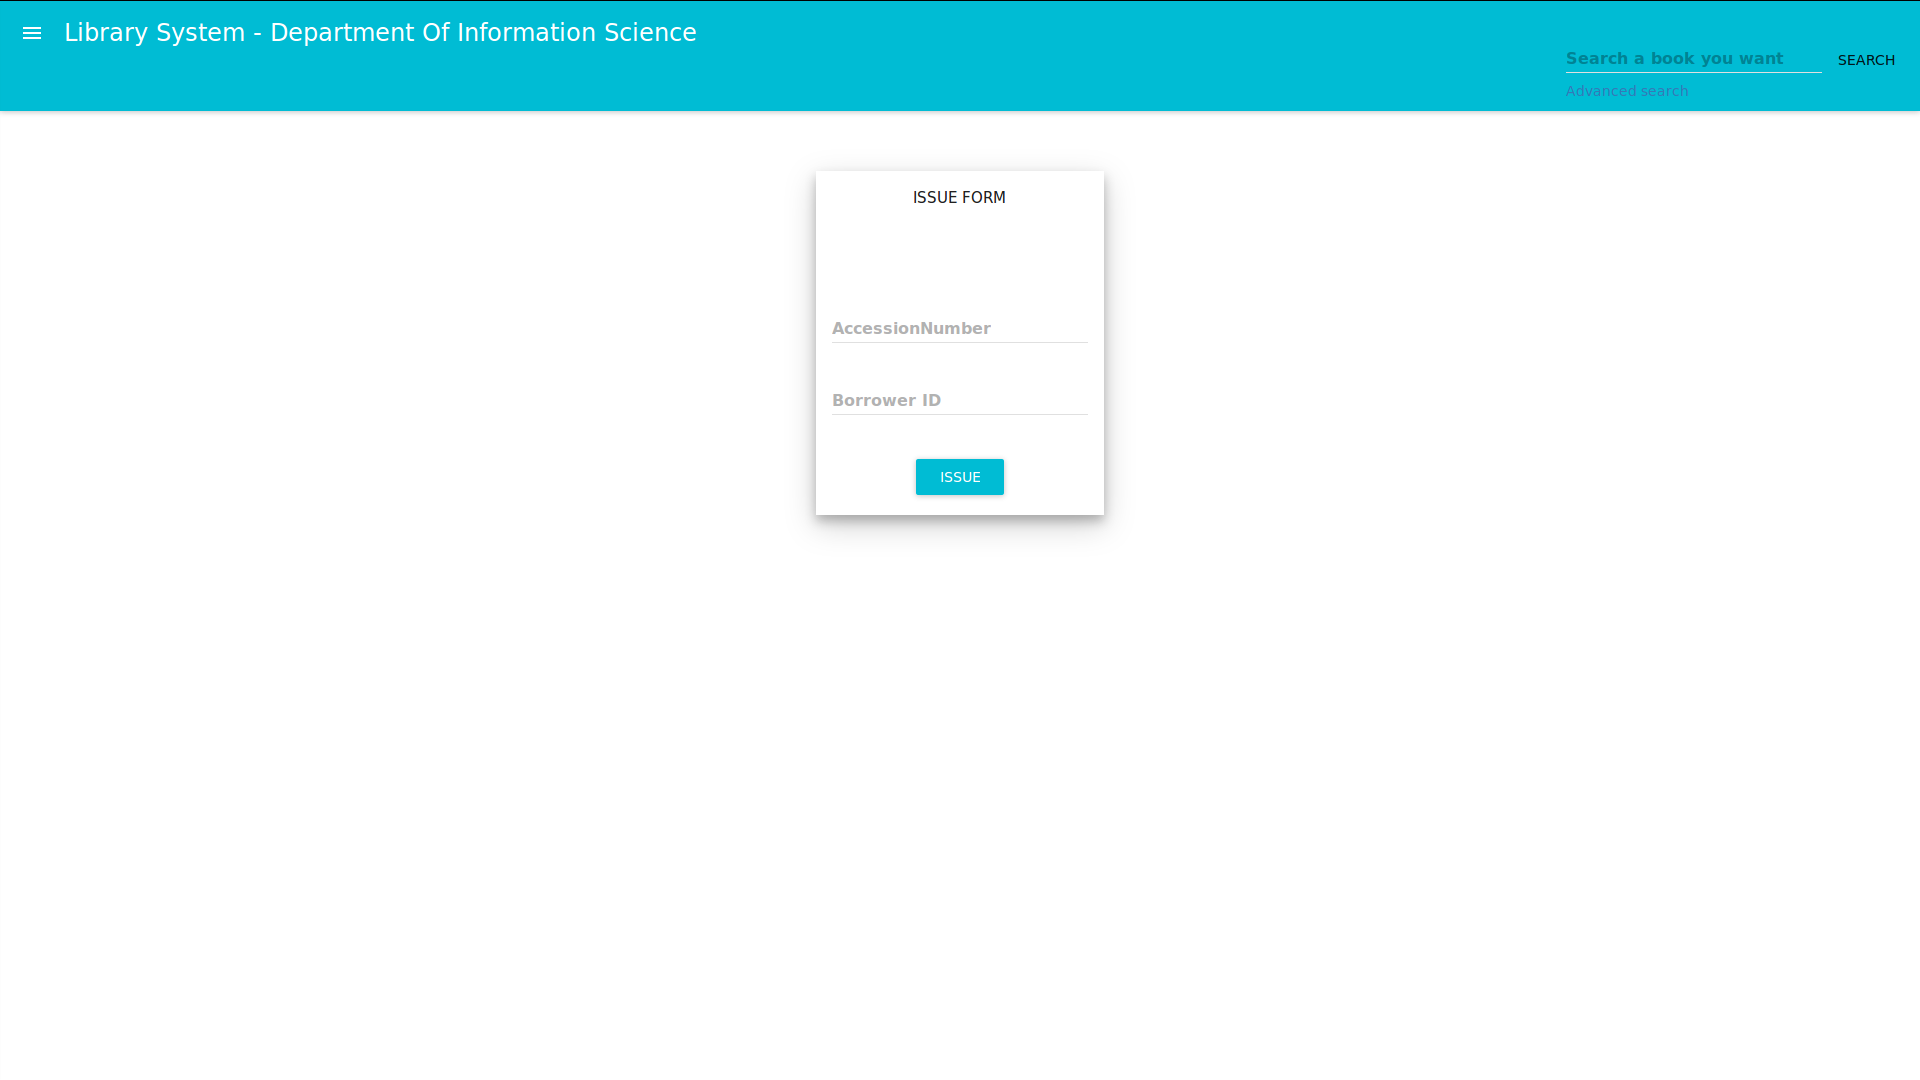 Library System - Department Of Information Science
Search a book you want
SEARCH
Advanced search
ISSUE FORM
AccessionNumber
Borrower ID
ISSUE